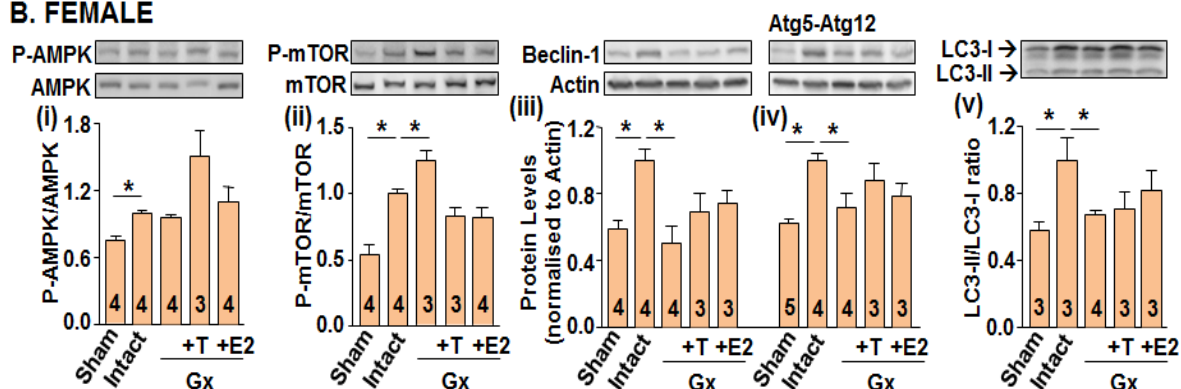 B. FEMALE
P-AMPK
AMPK
(i)
P-AMPK/AMPK
1.8
1.2
0.6
0.0
*
4 4 4 3 4
Sham Intact +T +E2
Gx
P-mTOR
mTOR
(ii)
P-mTOR/mTOR
1.5
1.0
0.5
0.0
* *
4 4 3 3 4
Sham Intact +T +E2
Gx
Beclin-1
Actin
Atg5-Atg12
(iii)
Protein Levels
(normalised to Actin)
1.2
0.8
0.4
0.0
* *
4 4 4 3 3
Sham Intact +T +E2
Gx
(iv)
* *
5 4 4 3 3
Sham Intact +T +E2
Gx
LC3-I →
LC3-II →
(v)
LC3-II/LC3-I ratio
1.2
0.8
0.4
0.0
* *
3 3 4 3 3
Sham Intact +T +E2
Gx